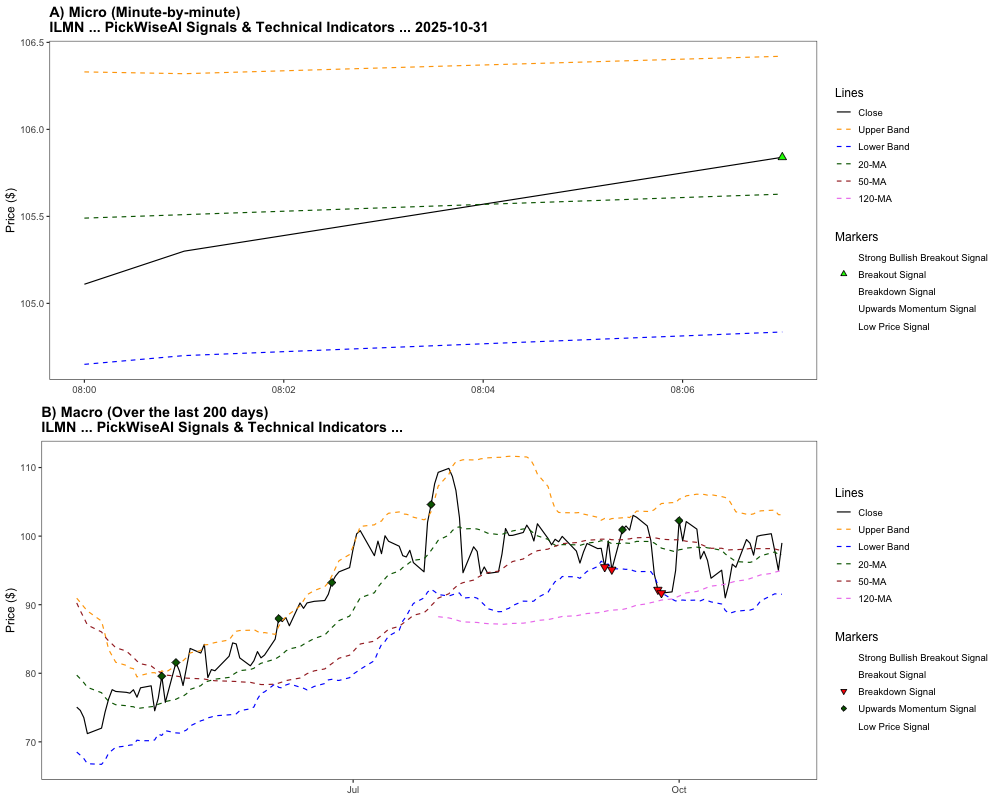 A) Micro (Minute-by-minute)
ILMN ... PickWiseAI Signals & Technical Indicators ... 2025-10-31
Price ($)
106.5
106.0
105.5
105.0
08:00
08:02
08:04
08:06
Lines
Close
Upper Band
Lower Band
20-MA
50-MA
120-MA
Markers
Strong Bullish Breakout Signal
Breakout Signal
Breakdown Signal
Upwards Momentum Signal
Low Price Signal
B) Macro (Over the last 200 days)
ILMN ... PickWiseAI Signals & Technical Indicators ...
Price ($)
110
100
90
80
70
Jul
Oct
Lines
Close
Upper Band
Lower Band
20-MA
50-MA
120-MA
Markers
Strong Bullish Breakout Signal
Breakout Signal
Breakdown Signal
Upwards Momentum Signal
Low Price Signal